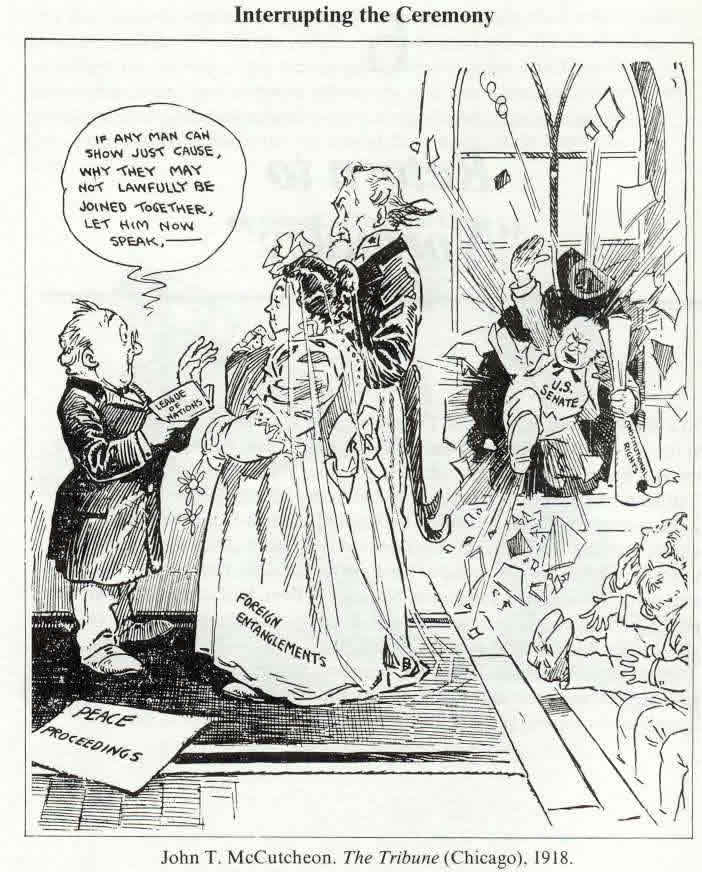 Interrupting the Ceremony
IF ANY MAN CAN
SHOW JUST CAUSE,
WHY THEY MAY
NOT LAWFULLY BE
JOINED TOGETHER,
LET HIM NOW
SPEAK,——
LEAGUE
OF
NATIONS
U.S.
SENATE
CONSTITUTIONAL
RIGHTS
FOREIGN
ENTANGLEMENTS
PEACE
PROCEEDINGS
John T. McCutcheon. The Tribune (Chicago), 1918.